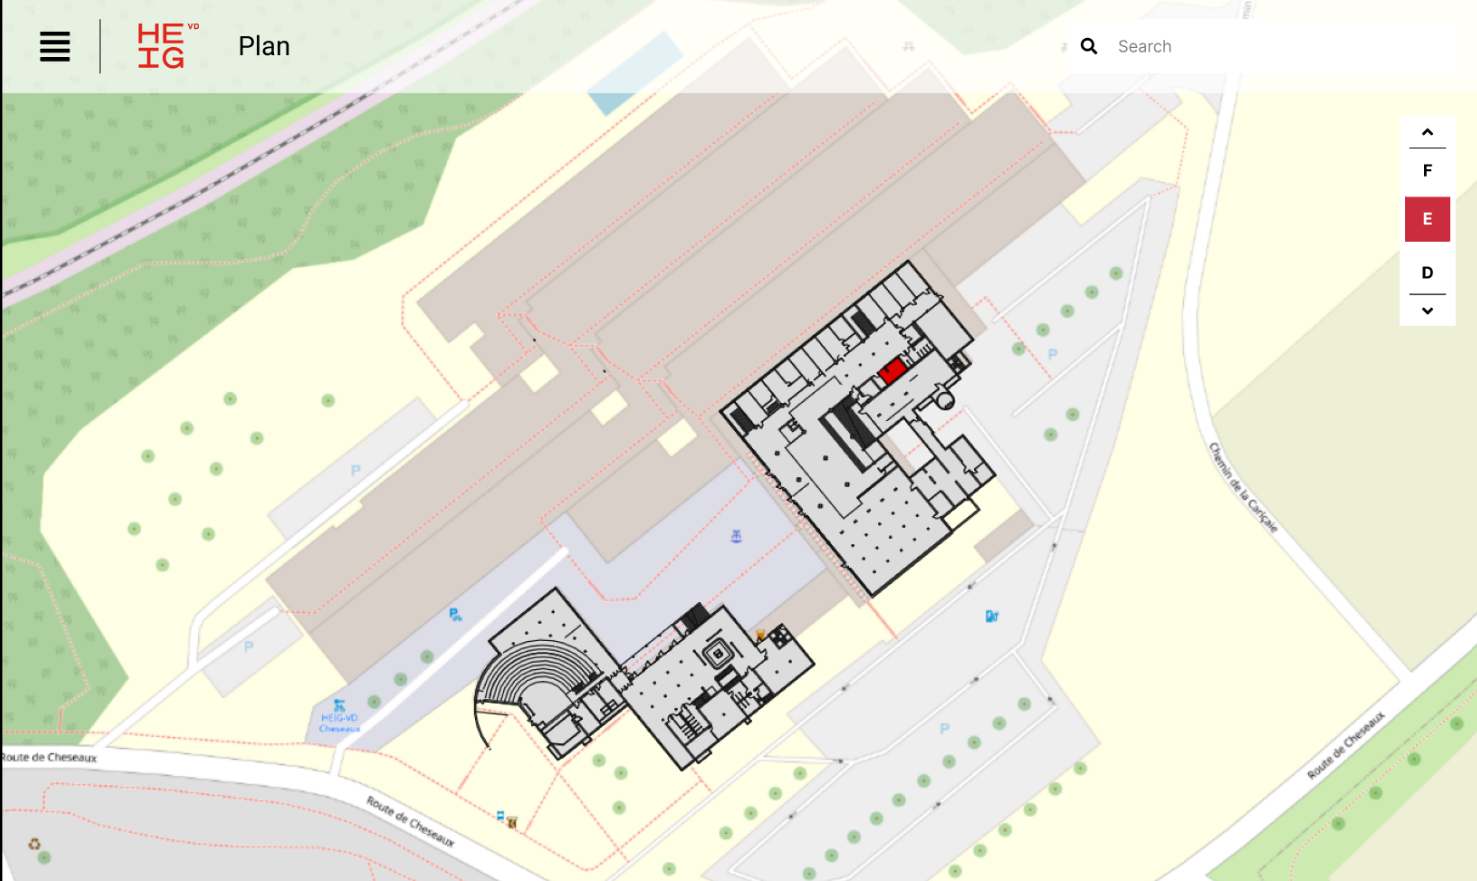 HE VD
IG
Plan
Search
F
E
D
P
P
P
P
P
P
HEIG-VD
Cheseaux
Chemin de la Cariçaie
Route de Cheseaux
Route de Cheseaux
Route de Cheseaux